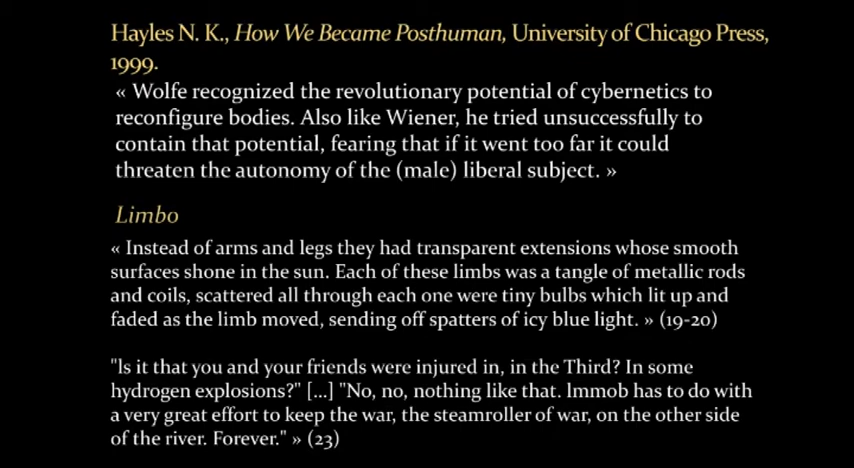 Hayles N. K., How We Became Posthuman, University of Chicago Press,
1999.
« Wolfe recognized the revolutionary potential of cybernetics to
reconfigure bodies. Also like Wiener, he tried unsuccessfully to
contain that potential, fearing that if it went too far it could
threaten the autonomy of the (male) liberal subject. »
Limbo
« Instead of arms and legs they had transparent extensions whose smooth
surfaces shone in the sun. Each of these limbs was a tangle of metallic rods
and coils, scattered all through each one were tiny bulbs which lit up and
faded as the limb moved, sending off spatters of icy blue light. » (19-20)
"Is it that you and your friends were injured in, in the Third? In some
hydrogen explosions?" [...] "No, no, nothing like that. Immob has to do with
a very great effort to keep the war, the steamroller of war, on the other side
of the river. Forever." » (23)